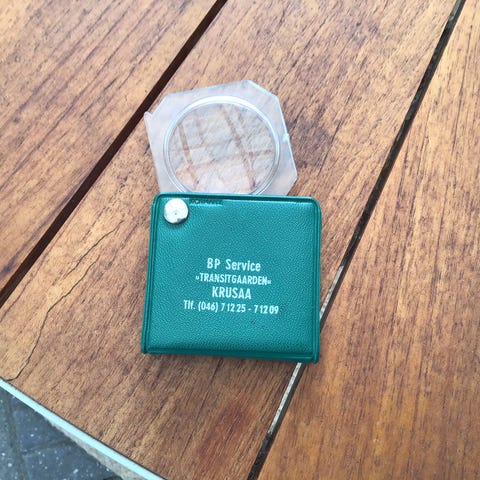 BP Service
»TRANSITGAARDEN«
KRUSAA
Tlf. (046) 7 12 25 - 7 12 09